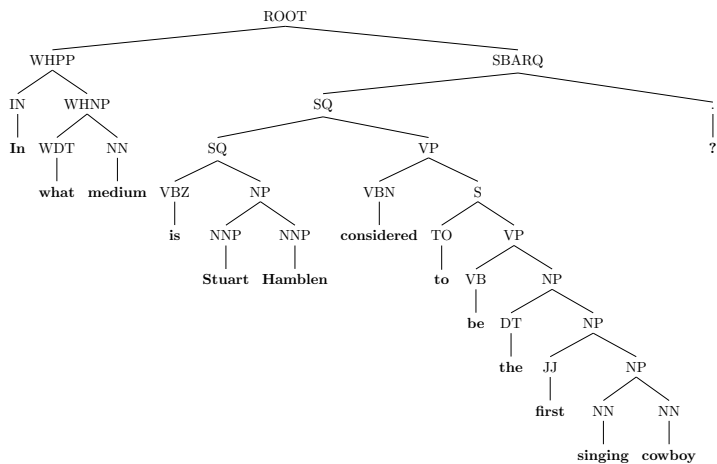 ROOT
WHPP SBARQ
IN WHNP SQ .
In WDT NN SQ VP ?
what medium VBZ NP VBN S
is NNP NNP considered TO VP
Stuart Hamblen to VB NP
be DT NP
the JJ NP
first NN NN
singing cowboy